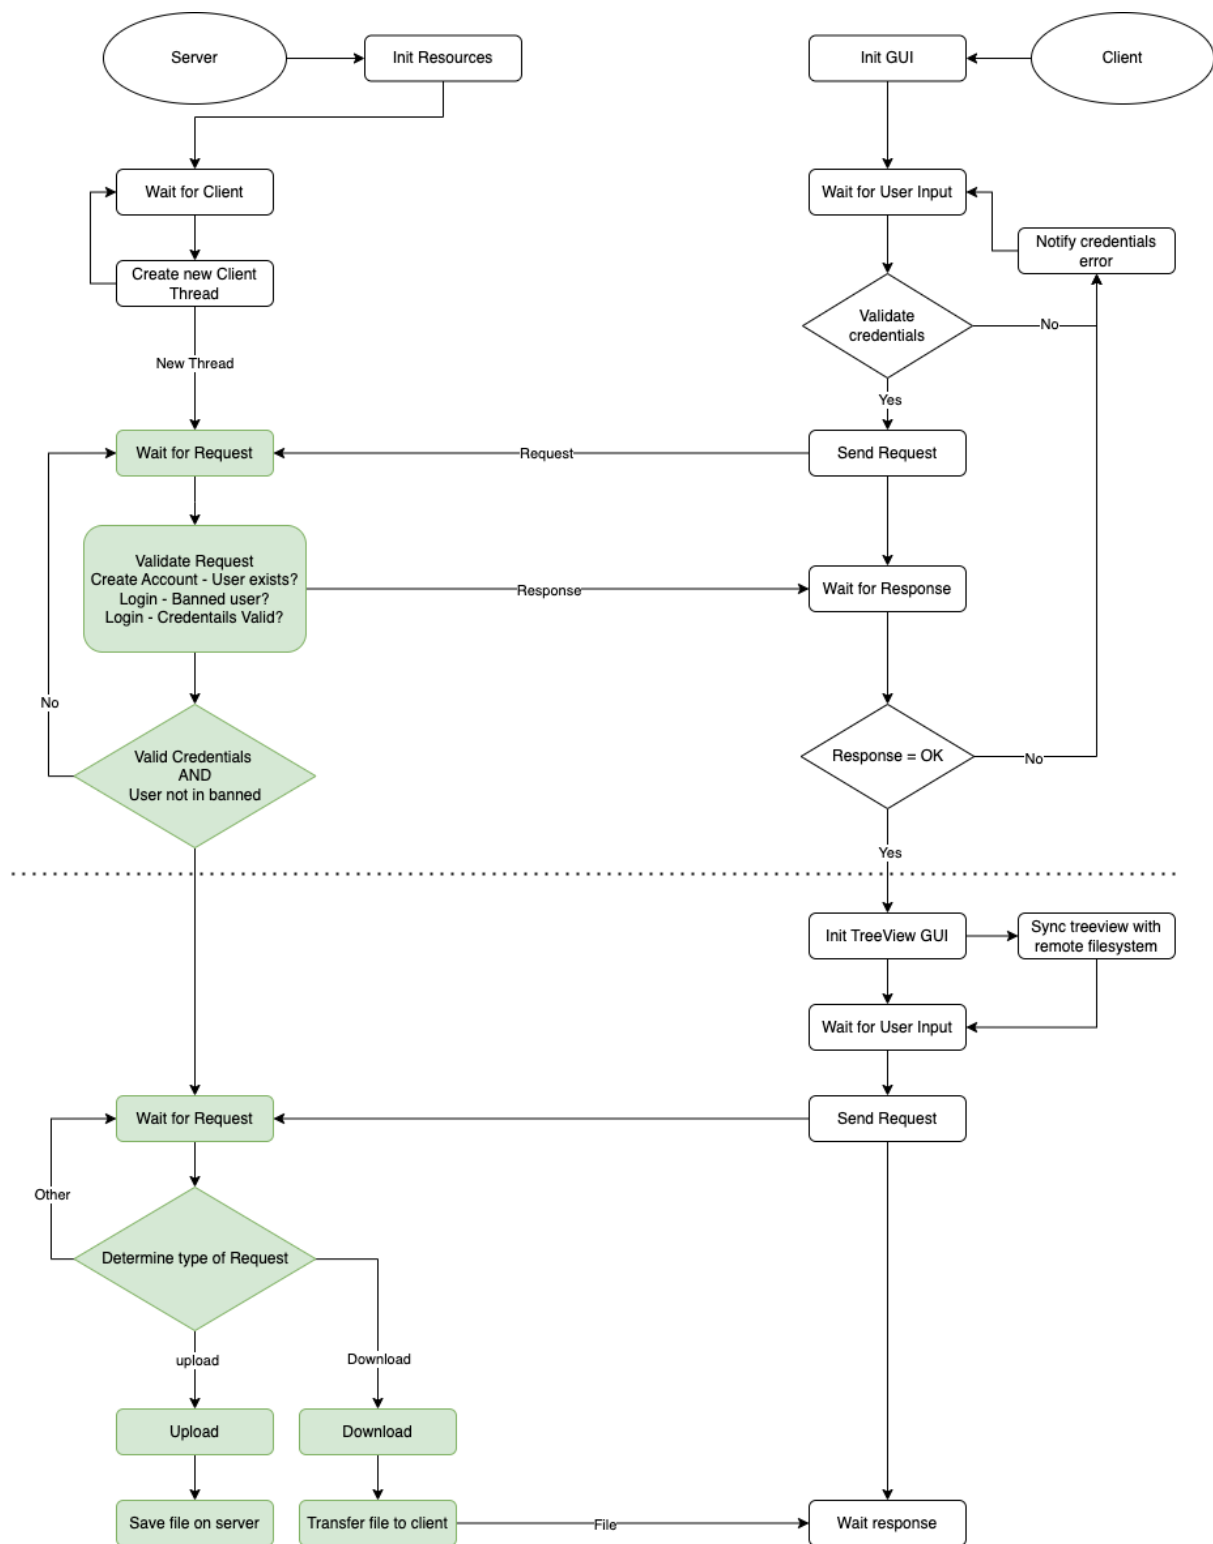 Server
Init Resources
Init GUI
Client
Wait for Client
Wait for User Input
Create new Client
Thread
Notify credentials
error
Validate
credentials
No
New Thread
Yes
Wait for Request
Request
Send Request
Validate Request
Create Account - User exists?
Login - Banned user?
Login - Credentails Valid?
Response
Wait for Response
No
Valid Credentials
AND
User not in banned
Response = OK
No
Yes
Init TreeView GUI
Sync treeview with
remote filesystem
Wait for User Input
Wait for Request
Send Request
Other
Determine type of Request
upload
Download
Upload
Download
Save file on server
Transfer file to client
File
Wait response